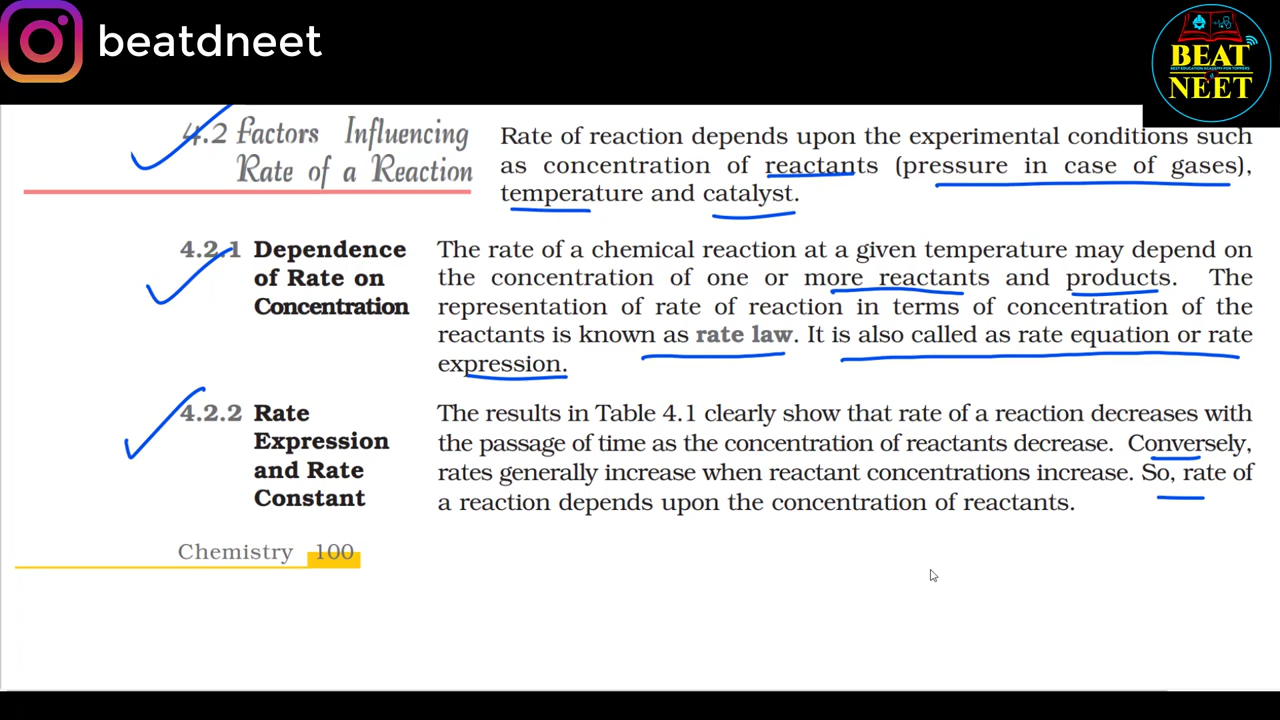 beatdneet
BEAT
BEST EDUCATION ACADEMY FOR TOPPERS
NEET
4.2 Factors Influencing
Rate of a Reaction
Rate of reaction depends upon the experimental conditions such
as concentration of reactants (pressure in case of gases),
temperature and catalyst.
4.2.1 Dependence
of Rate on
Concentration
The rate of a chemical reaction at a given temperature may depend on
the concentration of one or more reactants and products. The
representation of rate of reaction in terms of concentration of the
reactants is known as rate law. It is also called as rate equation or rate
expression.
4.2.2 Rate
Expression
and Rate
Constant
The results in Table 4.1 clearly show that rate of a reaction decreases with
the passage of time as the concentration of reactants decrease. Conversely,
rates generally increase when reactant concentrations increase. So, rate of
a reaction depends upon the concentration of reactants.
Chemistry 100